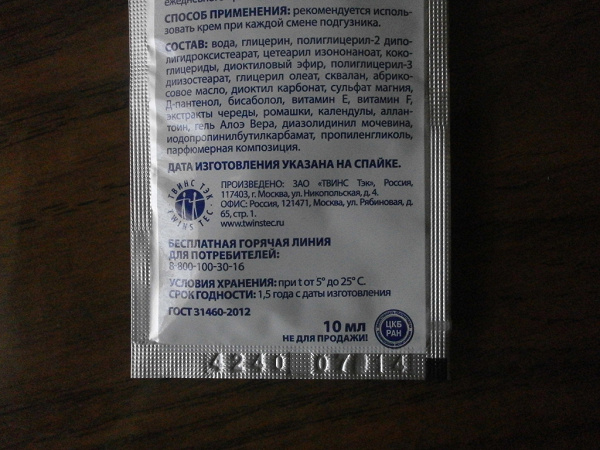 СПОСОБ ПРИМЕНЕНИЯ: рекомендуется исполь-
зовать крем при каждой смене подгузника.
СОСТАВ: вода, глицерин, полиглицерил-2 дипо-
лигидроксистеарат, цетеарил изононаноат, коко-
глицериды, диоктиловый эфир, полиглицерил-3
диизостеарат, глицерил олеат, сквалан, абрико-
совое масло, диоктил карбонат, сульфат магния,
Д-пантенол, бисаболол, витамин Е, витамин F,
экстракты череды, ромашки, календулы, аллан-
тоин, гель Алоэ Вера, диазолидинил мочевина,
иодопропинилбутилкарбамат, пропиленгликоль,
парфюмерная композиция.
ДАТА ИЗГОТОВЛЕНИЯ УКАЗАНА НА СПАЙКЕ.
ТВИНС ТЭК
TWINS TEC
ПРОИЗВЕДЕНО: ЗАО «ТВИНС Тэк», Россия,
117403, г. Москва, ул. Никопольская, д. 4.
ОФИС: Россия, 121471, Москва, ул. Рябиновая, д.
65, стр. 1.
www.twinstec.ru
БЕСПЛАТНАЯ ГОРЯЧАЯ ЛИНИЯ
ДЛЯ ПОТРЕБИТЕЛЕЙ:
8-800-100-30-16
УСЛОВИЯ ХРАНЕНИЯ: при t от 5° до 25° С.
СРОК ГОДНОСТИ: 1,5 года с даты изготовления
ГОСТ 31460-2012
10 мл
НЕ ДЛЯ ПРОДАЖИ!
ЦКБ
РАН
4240 07 14